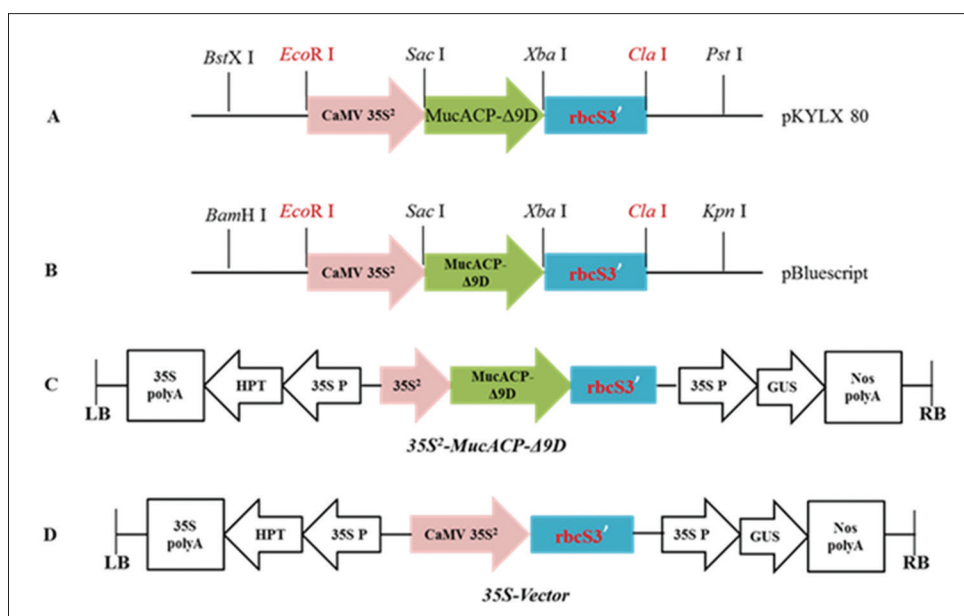 BstX I EcoR I Sac I Xba I Cla I Pst I
A CaMV 35S² MucACP-Δ9D rbcS3′ pKYLX 80
BamH I EcoR I Sac I Xba I Cla I Kpn I
B CaMV 35S² MucACP-Δ9D rbcS3′ pBluescript
C LB 35S polyA HPT 35S P 35S² MucACP-Δ9D rbcS3′ 35S P GUS Nos polyA RB
35S²-MucACP-Δ9D
D LB 35S polyA HPT 35S P CaMV 35S² rbcS3′ 35S P GUS Nos polyA RB
35S-Vector